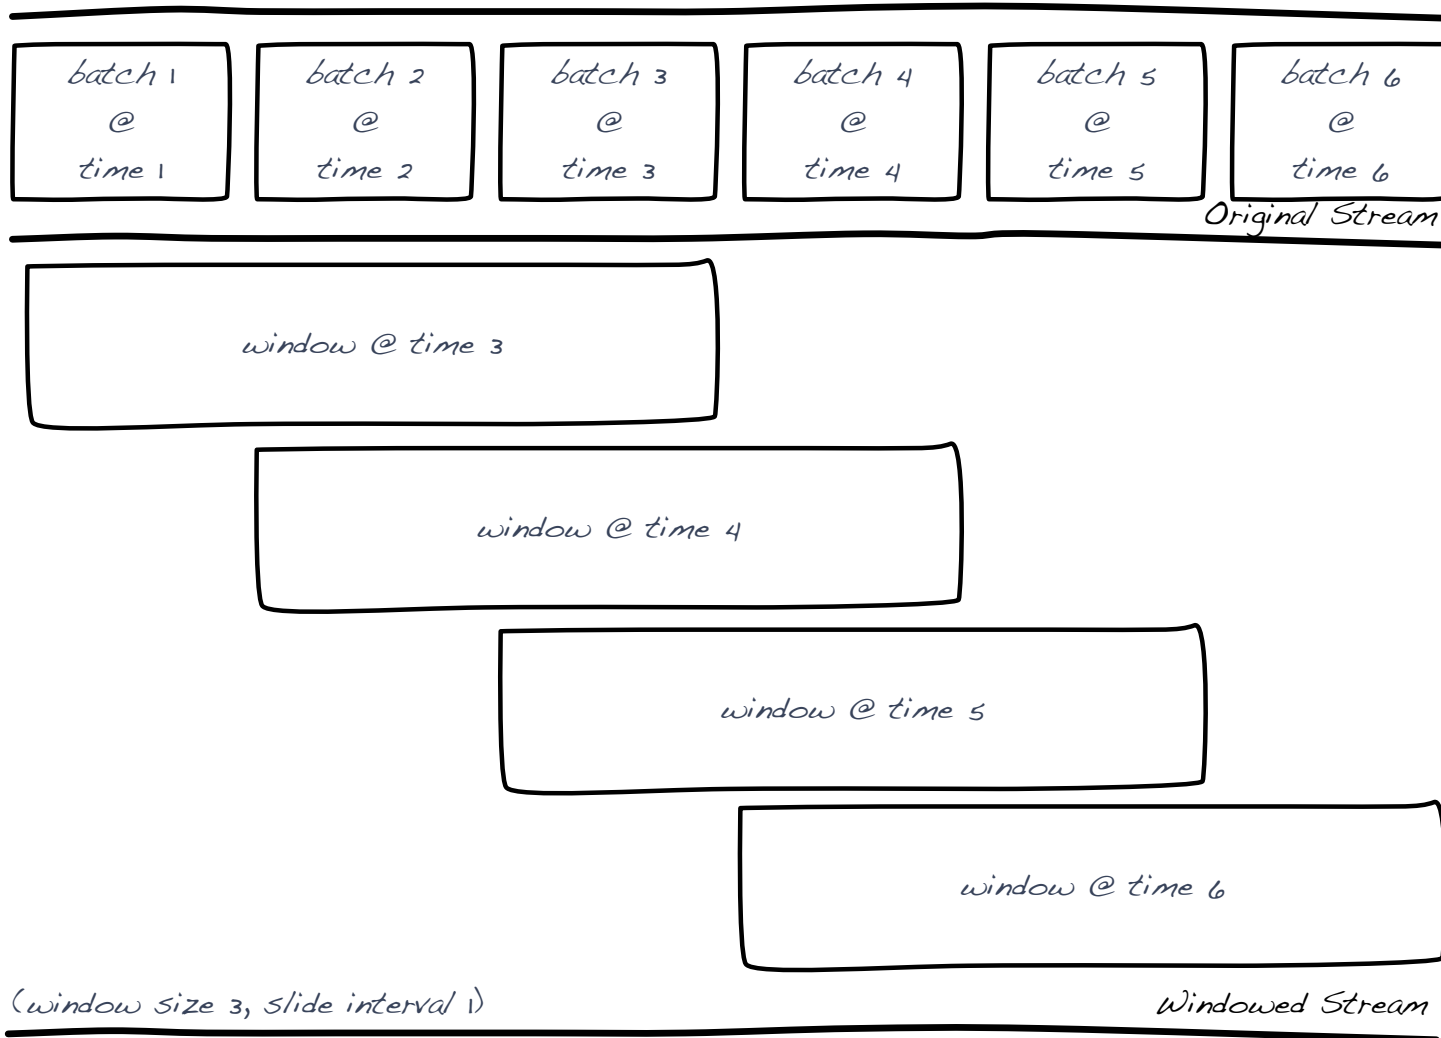 batch 1
@
time 1
batch 2
@
time 2
batch 3
@
time 3
batch 4
@
time 4
batch 5
@
time 5
batch 6
@
time 6
Original Stream
window @ time 3
window @ time 4
window @ time 5
window @ time 6
(window size 3, slide interval 1)
Windowed Stream